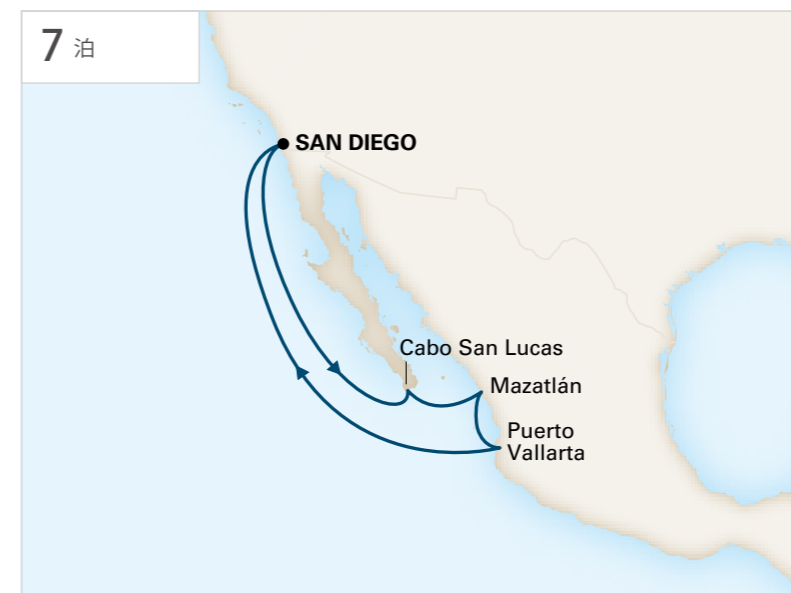 7 泊
SAN DIEGO
Cabo San Lucas
Mazatlán
Puerto
Vallarta